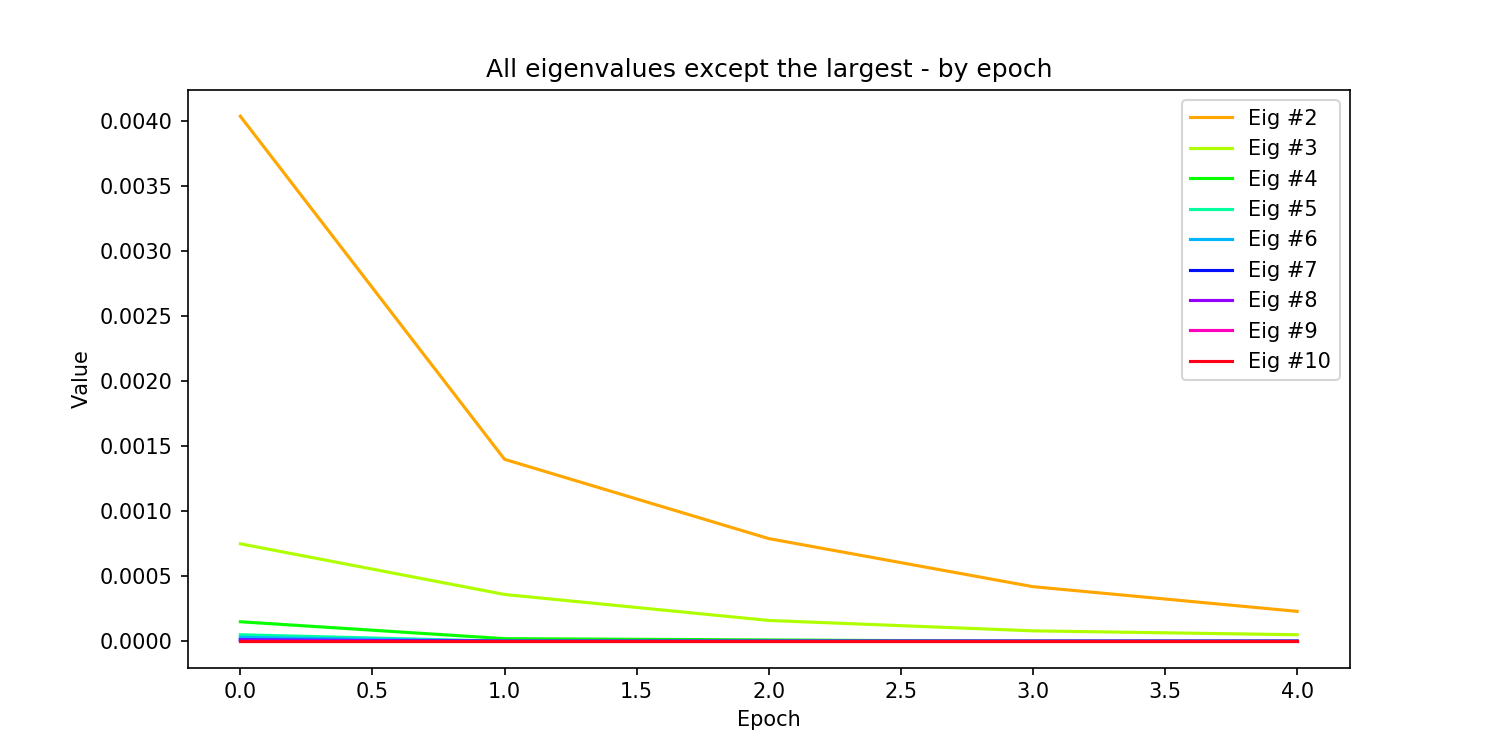 All eigenvalues except the largest - by epoch
Value
0.0040
0.0035
0.0030
0.0025
0.0020
0.0015
0.0010
0.0005
0.0000
Eig #2
Eig #3
Eig #4
Eig #5
Eig #6
Eig #7
Eig #8
Eig #9
Eig #10
0.0 0.5 1.0 1.5 2.0 2.5 3.0 3.5 4.0
Epoch